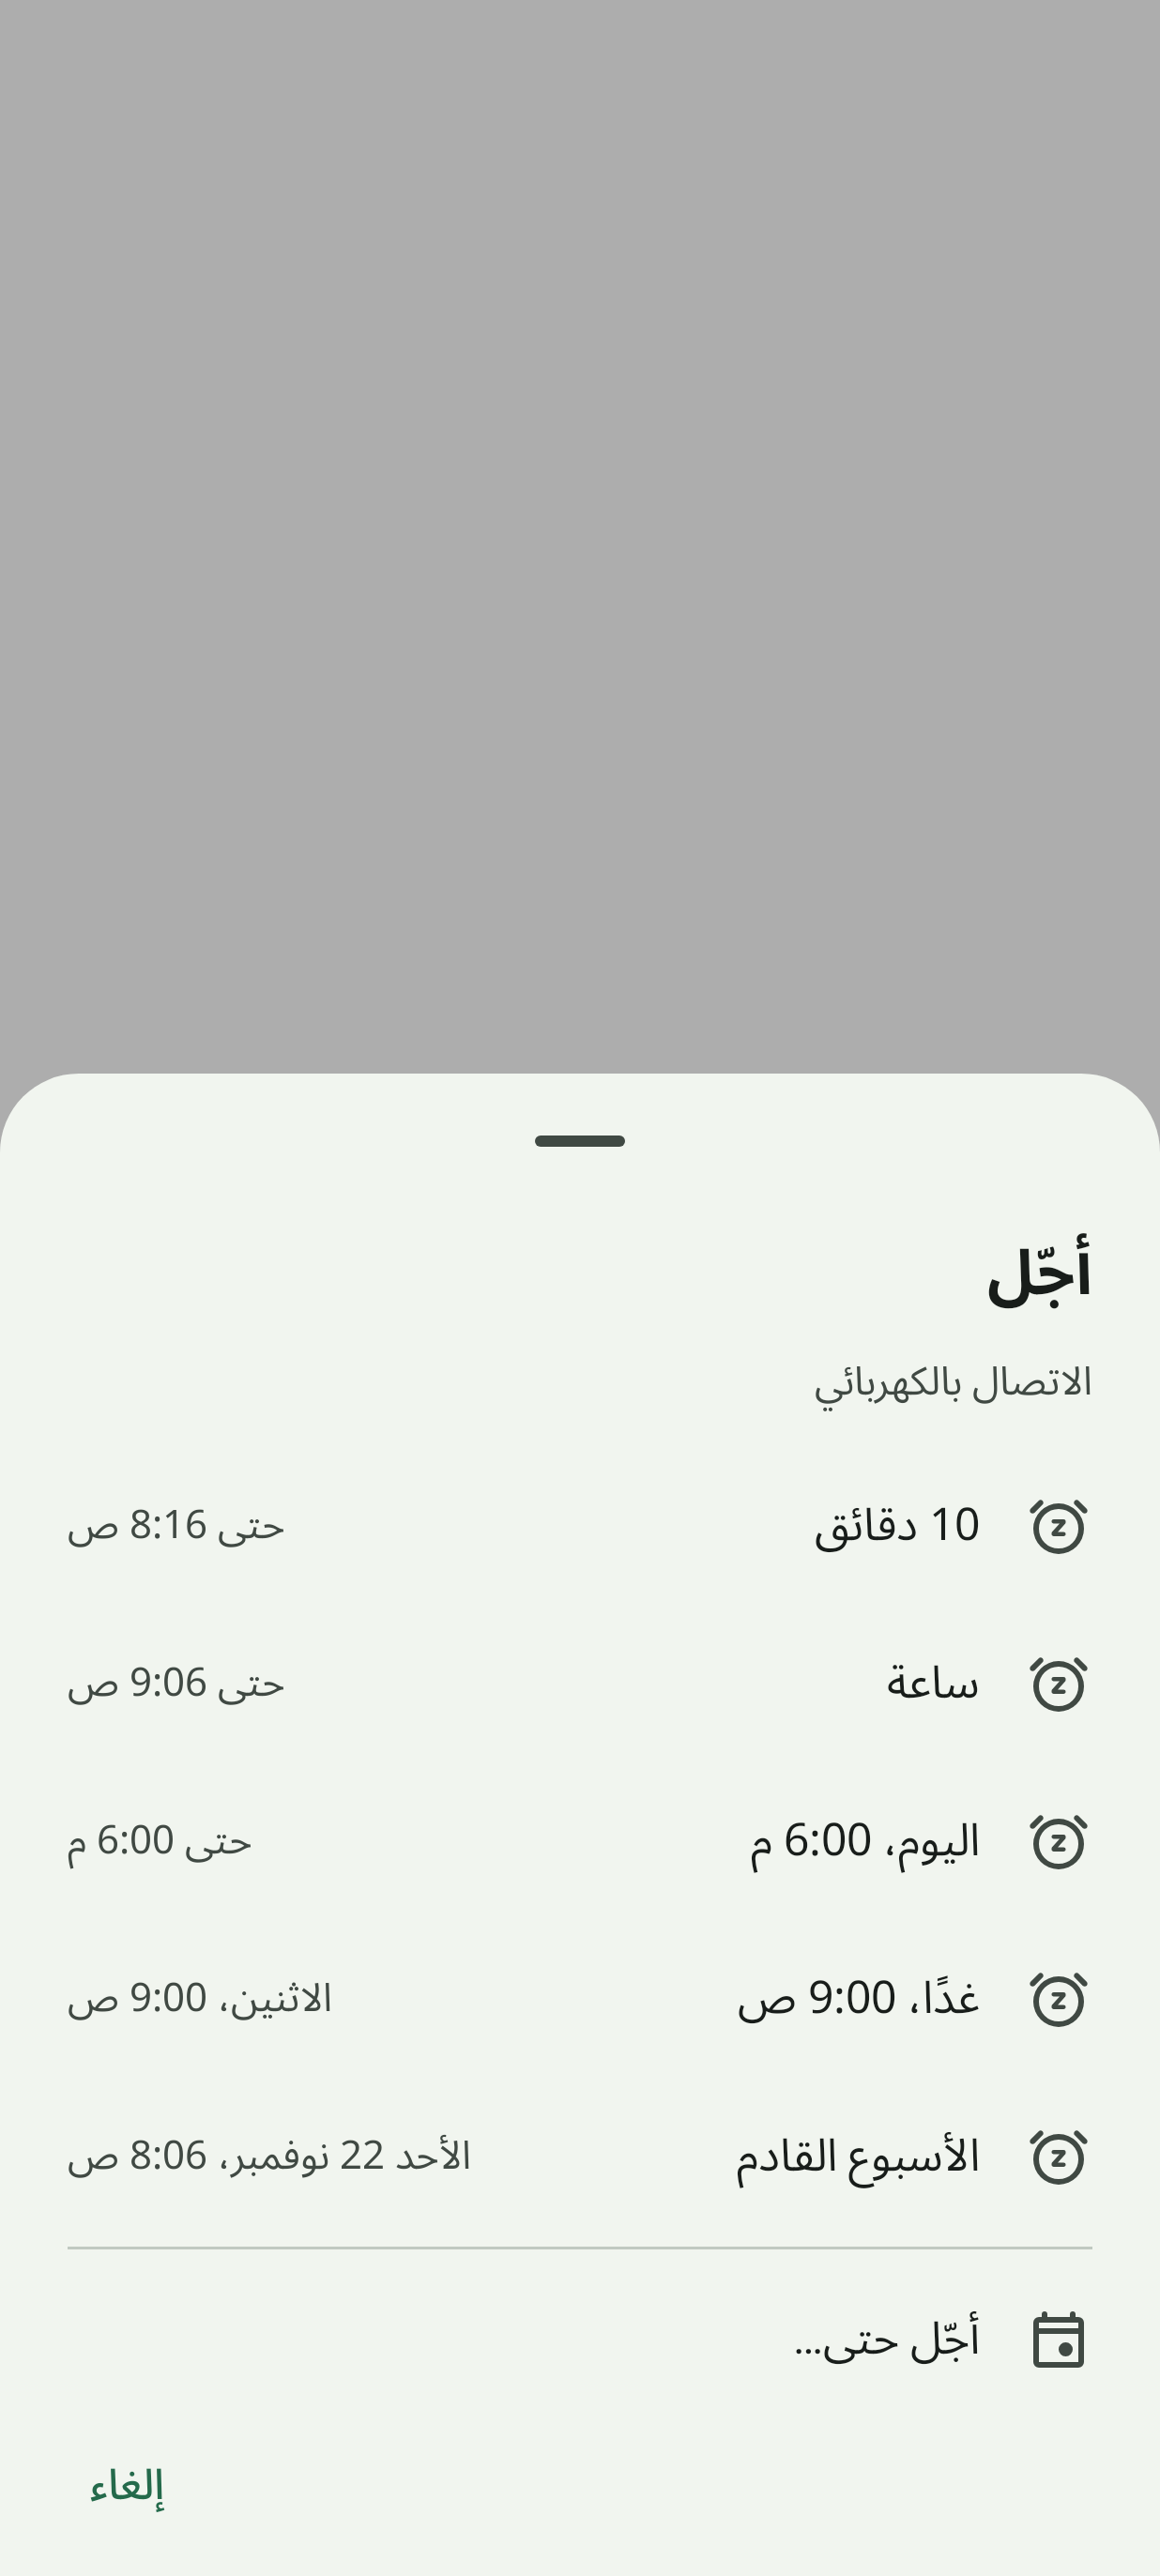 أجّل
الاتصال بالكهربائي
10 دقائق حتى 8:16 ص
ساعة حتى 9:06 ص
اليوم، 6:00 م حتى 6:00 م
غدًا، 9:00 ص الاثنين، 9:00 ص
الأسبوع القادم الأحد 22 نوفمبر، 8:06 ص
أجّل حتى...
إلغاء